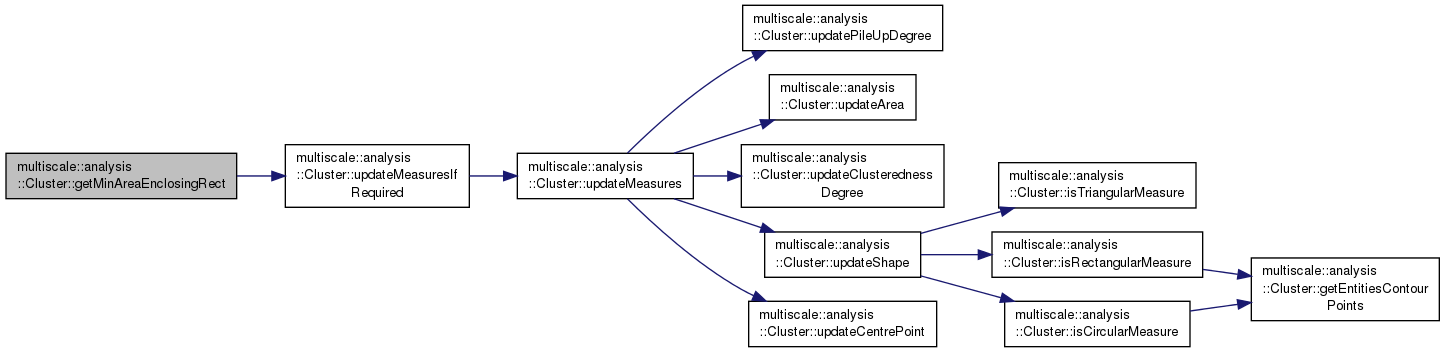 multiscale::analysis
::Cluster::getMinAreaEnclosingRect
multiscale::analysis
::Cluster::updateMeasuresIf
Required
multiscale::analysis
::Cluster::updateMeasures
multiscale::analysis
::Cluster::updatePileUpDegree
multiscale::analysis
::Cluster::updateArea
multiscale::analysis
::Cluster::updateClusteredness
Degree
multiscale::analysis
::Cluster::updateShape
multiscale::analysis
::Cluster::updateCentrePoint
multiscale::analysis
::Cluster::isTriangularMeasure
multiscale::analysis
::Cluster::isRectangularMeasure
multiscale::analysis
::Cluster::isCircularMeasure
multiscale::analysis
::Cluster::getEntitiesContour
Points